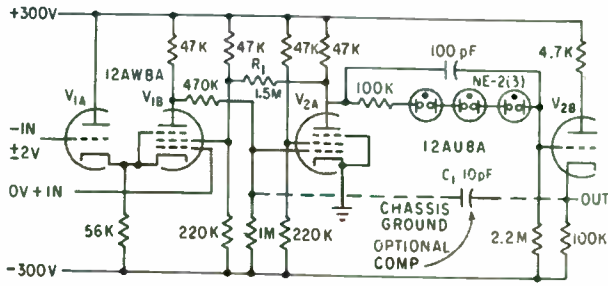 +300V
47K
47K
47K
47K
4.7K
100pF
12AW8A
R1
1.5M
470K
100K
NE-2(3)
V1A
V1B
V2A
V2B
12AU8A
-IN
±2V
0V+IN
C1 10pF
OUT
CHASSIS
GROUND
OPTIONAL
COMP
56K
220K
1M
220K
2.2M
100K
-300V